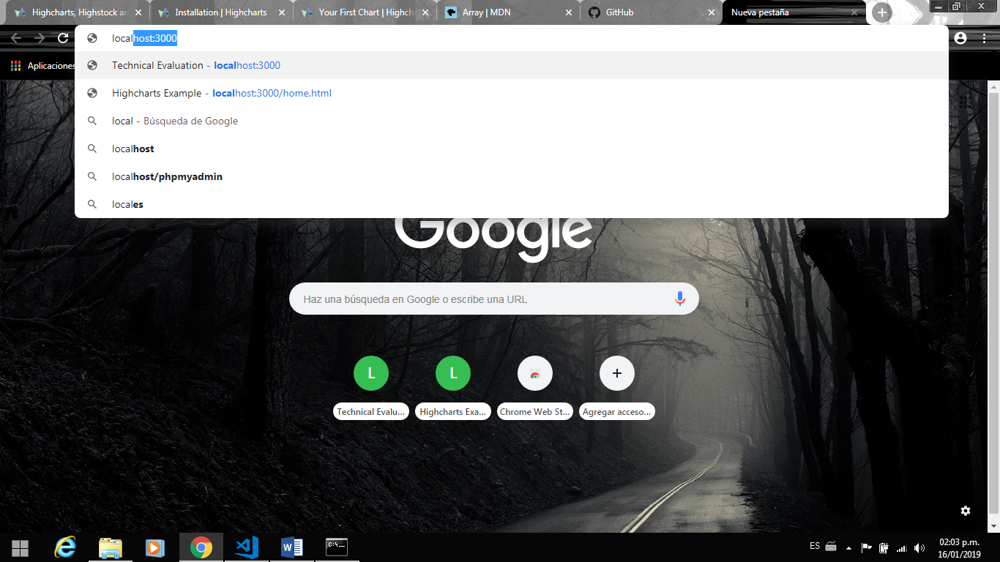 Highcharts, Highstock an
Installation | Highcharts
Your First Chart | Highch
Array | MDN
GitHub
Nueva pestaña
localhost:3000
Aplicaciones
Technical Evaluation - localhost:3000
Highcharts Example - localhost:3000/home.html
local - Búsqueda de Google
localhost
localhost/phpmyadmin
locales
Google
Haz una búsqueda en Google o escribe una URL
L
L
Technical Evalu...
Highcharts Exa...
Chrome Web St...
Agregar acceso...
C:\_
ES
02:03 p.m.
16/01/2019